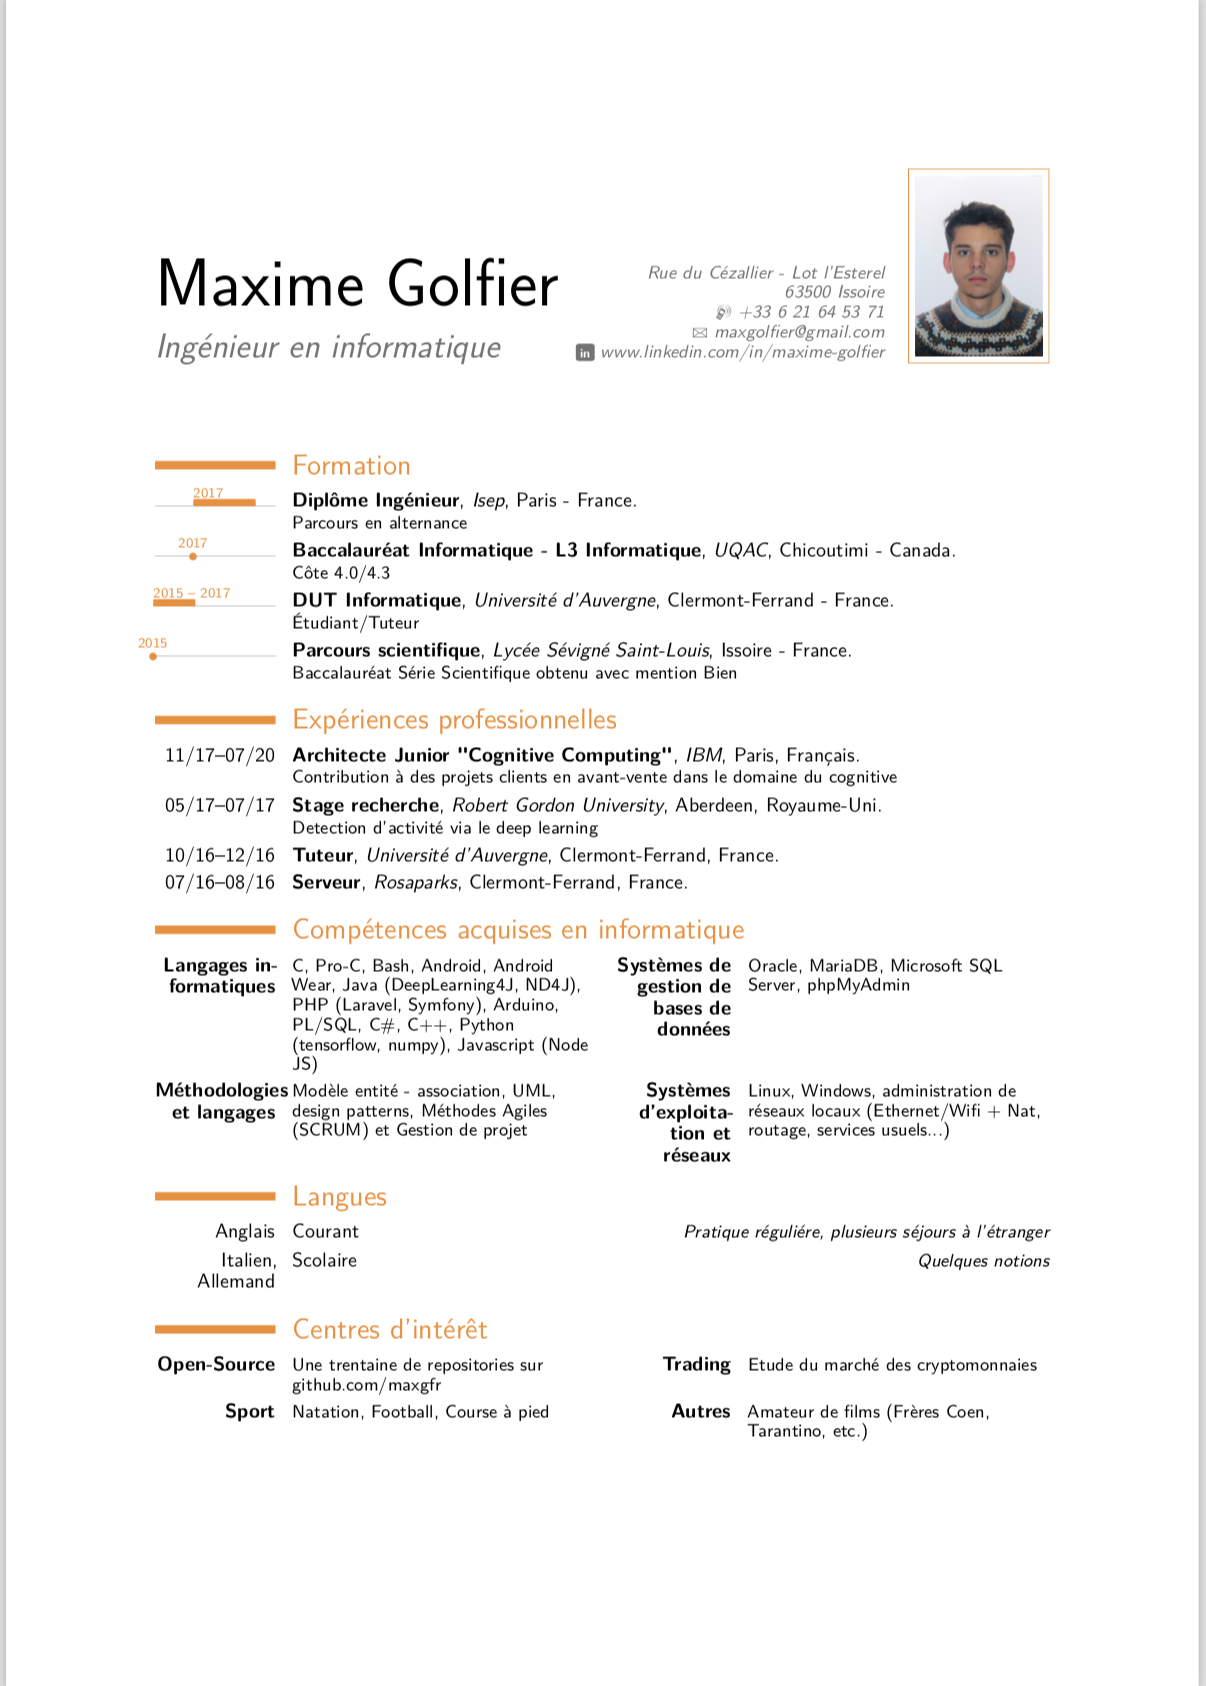 Maxime Golfier
Ingénieur en informatique
Rue du Cézallier - Lot l'Esterel
63500 Issoire
+33 6 21 64 53 71
maxgolfier@gmail.com
in www.linkedin.com/in/maxime-golfier
Formation
2017 Diplôme Ingénieur, Isep, Paris - France.
Parcours en alternance
2017 Baccalauréat Informatique - L3 Informatique, UQAC, Chicoutimi - Canada.
Côte 4.0/4.3
2015 – 2017 DUT Informatique, Université d'Auvergne, Clermont-Ferrand - France.
Étudiant/Tuteur
2015 Parcours scientifique, Lycée Sévigné Saint-Louis, Issoire - France.
Baccalauréat Série Scientifique obtenu avec mention Bien
Expériences professionnelles
11/17–07/20 Architecte Junior "Cognitive Computing", IBM, Paris, Français.
Contribution à des projets clients en avant-vente dans le domaine du cognitive
05/17–07/17 Stage recherche, Robert Gordon University, Aberdeen, Royaume-Uni.
Detection d'activité via le deep learning
10/16–12/16 Tuteur, Université d'Auvergne, Clermont-Ferrand, France.
07/16–08/16 Serveur, Rosaparks, Clermont-Ferrand, France.
Compétences acquises en informatique
Langages in-
formatiques
C, Pro-C, Bash, Android, Android
Wear, Java (DeepLearning4J, ND4J),
PHP (Laravel, Symfony), Arduino,
PL/SQL, C#, C++, Python
(tensorflow, numpy), Javascript (Node
JS)
Systèmes de
gestion de
bases de
données
Oracle, MariaDB, Microsoft SQL
Server, phpMyAdmin
Méthodologies
et langages
Modèle entité - association, UML,
design patterns, Méthodes Agiles
(SCRUM) et Gestion de projet
Systèmes
d'exploita-
tion et
réseaux
Linux, Windows, administration de
réseaux locaux (Ethernet/Wifi + Nat,
routage, services usuels...)
Langues
Anglais Courant Pratique réguliére, plusieurs séjours à l'étranger
Italien, Scolaire Quelques notions
Allemand
Centres d'intérêt
Open-Source Une trentaine de repositories sur
github.com/maxgfr
Trading Etude du marché des cryptomonnaies
Sport Natation, Football, Course à pied
Autres Amateur de films (Frères Coen,
Tarantino, etc.)